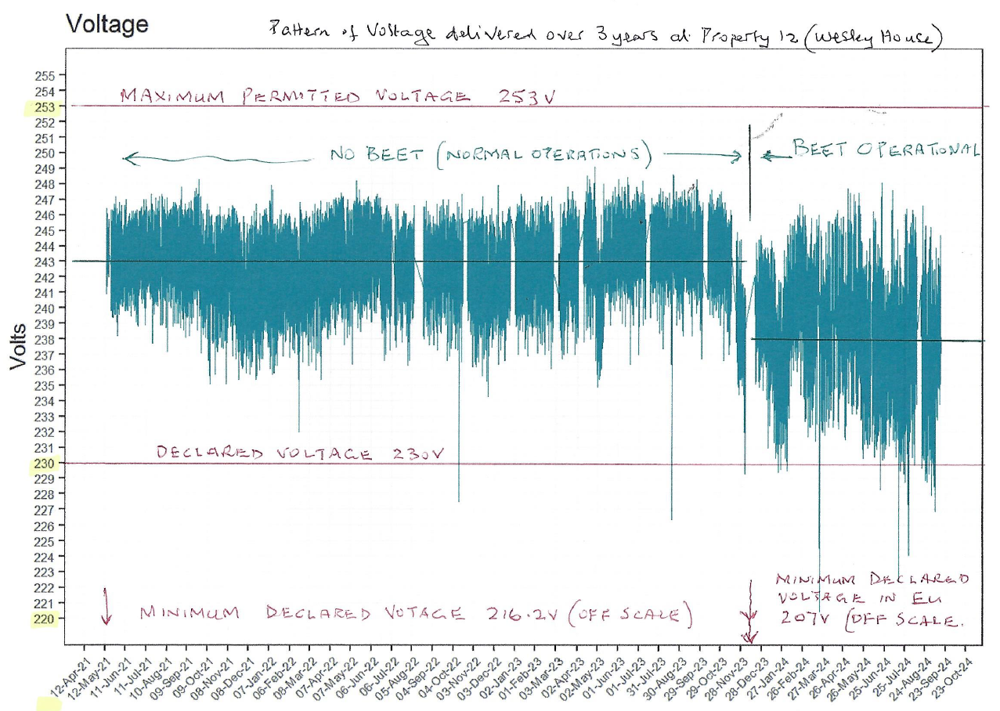 Voltage
Pattern of Voltage delivered over 3 years at Property 12 (Wesley House)
255
254
MAXIMUM PERMITTED VOLTAGE 253V
253
252
251
NO BEET (NORMAL OPERATIONS)
BEET OPERATIONAL
250
249
248
247
246
245
244
243
242
241
240
239
238
237
236
235
234
233
232
231
DECLARED VOLTAGE 230V
230
229
228
227
226
225
224
223
222
221
220
Volts
MINIMUM DECLARED VOTAGE 216.2V (OFF SCALE)
MINIMUM DECLARED
VOLTAGE IN EU
207V (OFF SCALE.
12-Apr-21
12-May-21
11-Jun-21
11-Jul-21
10-Aug-21
09-Sep-21
09-Oct-21
08-Nov-21
08-Dec-21
07-Jan-22
06-Feb-22
08-Mar-22
07-Apr-22
07-May-22
06-Jun-22
06-Jul-22
05-Aug-22
04-Sep-22
04-Oct-22
03-Nov-22
03-Dec-22
02-Jan-23
01-Feb-23
03-Mar-23
02-Apr-23
02-May-23
01-Jun-23
01-Jul-23
31-Jul-23
30-Aug-23
29-Sep-23
29-Oct-23
28-Nov-23
28-Dec-23
27-Jan-24
26-Feb-24
27-Mar-24
26-Apr-24
26-May-24
25-Jun-24
25-Jul-24
24-Aug-24
23-Sep-24
23-Oct-24